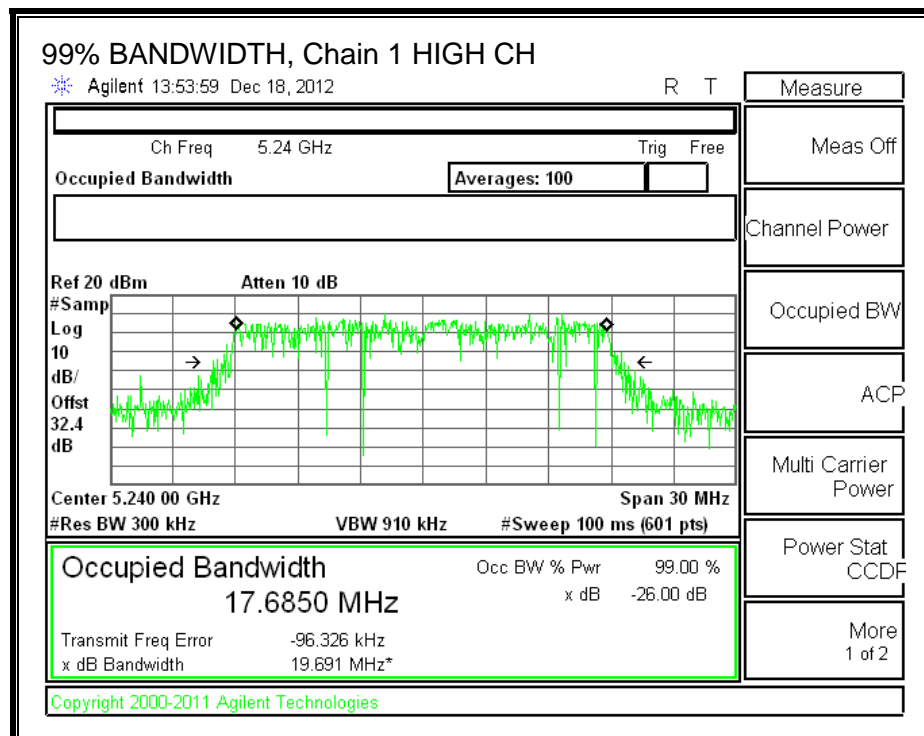 99% BANDWIDTH, Chain 1 HIGH CH
Agilent 13:53:59 Dec 18, 2012 R T
Measure
Ch Freq 5.24 GHz Trig Free
Meas Off
Occupied Bandwidth Averages: 100
Channel Power
Ref 20 dBm Atten 10 dB
#Samp
Log
10
dB/
Offst
32.4
dB
Occupied BW
ACP
Multi Carrier
Power
Center 5.240 00 GHz Span 30 MHz
#Res BW 300 kHz VBW 910 kHz #Sweep 100 ms (601 pts)
Power Stat
CCDF
Occupied Bandwidth Occ BW % Pwr 99.00 %
17.6850 MHz x dB -26.00 dB
Transmit Freq Error -96.326 kHz
x dB Bandwidth 19.691 MHz*
More
1 of 2
Copyright 2000-2011 Agilent Technologies